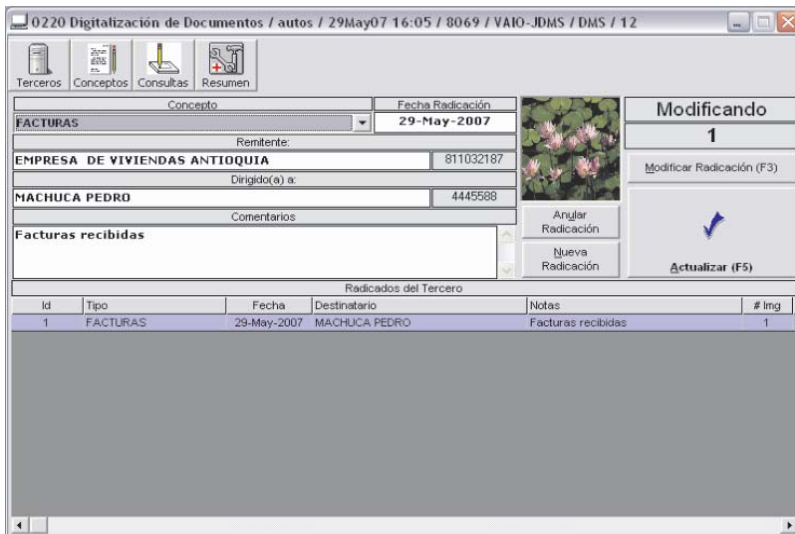 0220 Digitalización de Documentos / autos / 29May07 16:05 / 8069 / VAIO-JDMS / DMS / 12
Terceros Conceptos Consultas Resumen
Concepto Fecha Radicación
FACTURAS 29-May-2007
Remitente:
EMPRESA DE VIVIENDAS ANTIOQUIA 811032187
Dirigido(a) a:
MACHUCA PEDRO 4445588
Comentarios
Facturas recibidas
Anular Radicación
Nueva Radicación
Modificando
1
Modificar Radicación (F3)
Actualizar (F5)
Radicados del Tercero
Id Tipo Fecha Destinatario Notas # Img
1 FACTURAS 29-May-2007 MACHUCA PEDRO Facturas recibidas 1